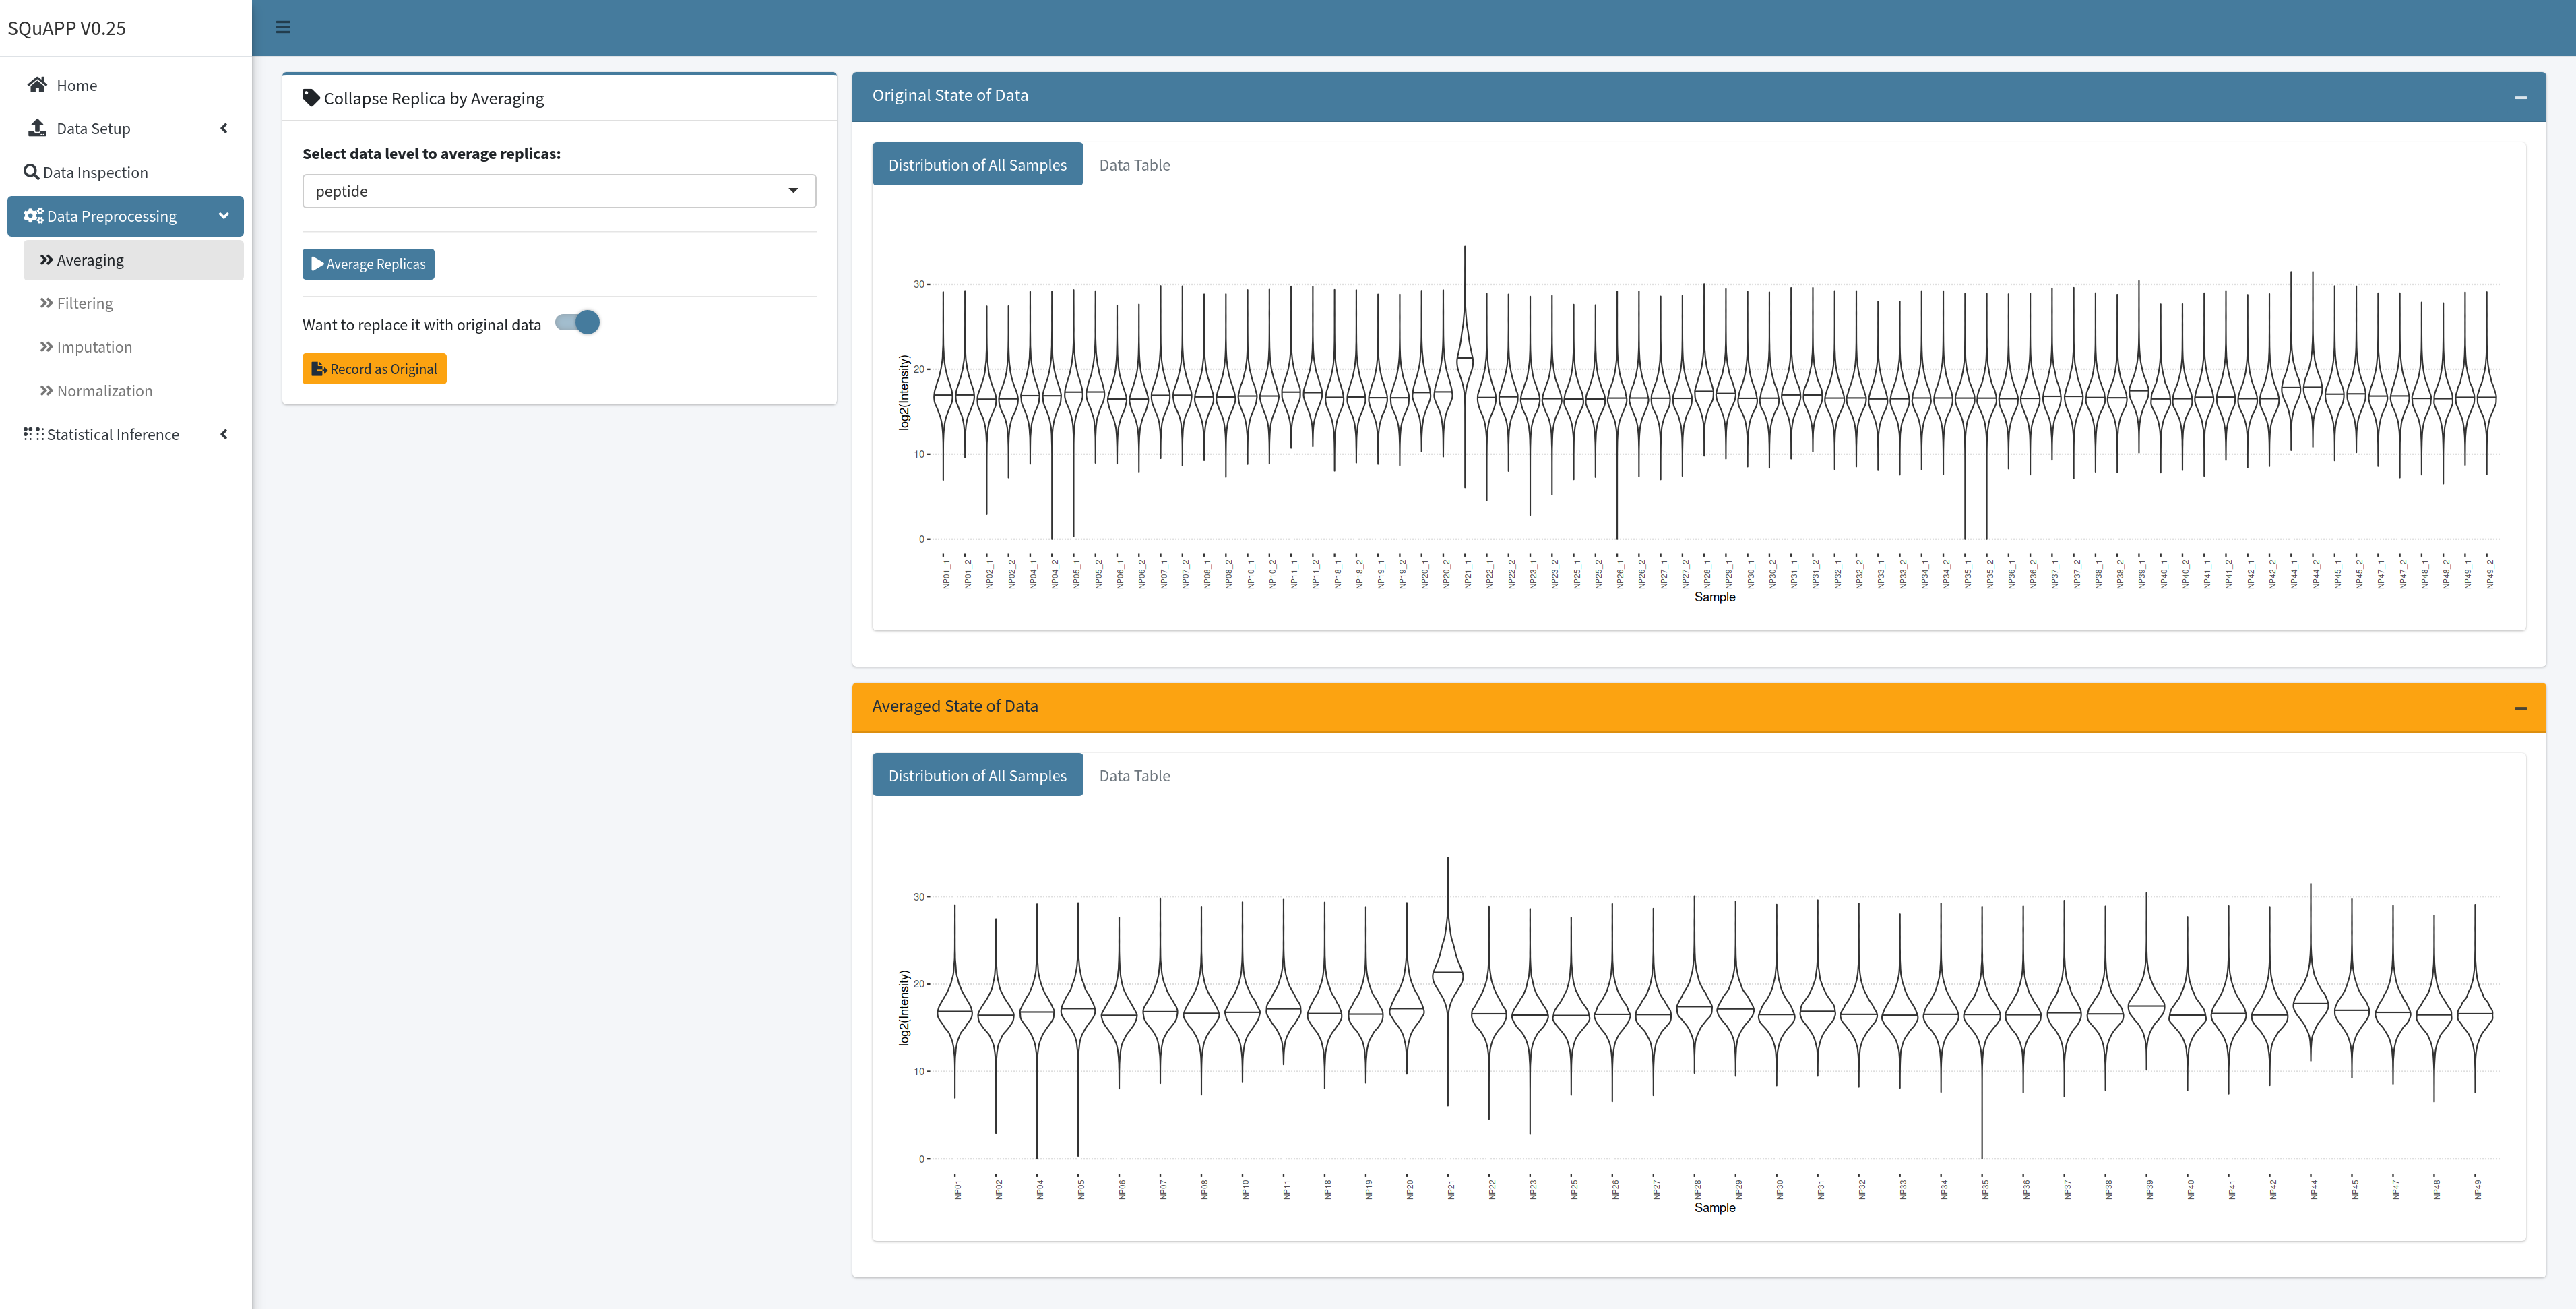 SQuAPP V0.25
Home
Data Setup
Data Inspection
Data Preprocessing
Averaging
Filtering
Imputation
Normalization
Statistical Inference
Collapse Replica by Averaging
Select data level to average replicas:
peptide
Average Replicas
Want to replace it with original data
Record as Original
Original State of Data
Distribution of All Samples Data Table
log2(Intensity)
30
20
10
0
NP01_1 NP01_2 NP02_1 NP02_2 NP04_1 NP04_2 NP05_1 NP05_2 NP06_1 NP06_2 NP07_1 NP07_2 NP08_1 NP08_2 NP10_1 NP10_2 NP11_1 NP11_2 NP18_1 NP18_2 NP19_1 NP19_2 NP20_1 NP20_2 NP21_1 NP22_1 NP22_2 NP23_1 NP23_2 NP25_1 NP25_2 NP26_1 NP26_2 NP27_1 NP27_2 NP28_1 NP29_1 NP30_1 NP30_2 NP31_1 NP31_2 NP32_1 NP32_2 NP33_1 NP33_2 NP34_1 NP34_2 NP35_1 NP35_2 NP36_1 NP36_2 NP37_1 NP37_2 NP38_1 NP38_2 NP39_1 NP40_1 NP40_2 NP41_1 NP41_2 NP42_1 NP42_2 NP44_1 NP44_2 NP45_1 NP45_2 NP47_1 NP47_2 NP48_1 NP48_2 NP49_1 NP49_2
Sample
Averaged State of Data
Distribution of All Samples Data Table
log2(Intensity)
30
20
10
0
NP01 NP02 NP04 NP05 NP06 NP07 NP08 NP10 NP11 NP18 NP19 NP20 NP21 NP22 NP23 NP25 NP26 NP27 NP28 NP29 NP30 NP31 NP32 NP33 NP34 NP35 NP36 NP37 NP38 NP39 NP40 NP41 NP42 NP44 NP45 NP47 NP48 NP49
Sample